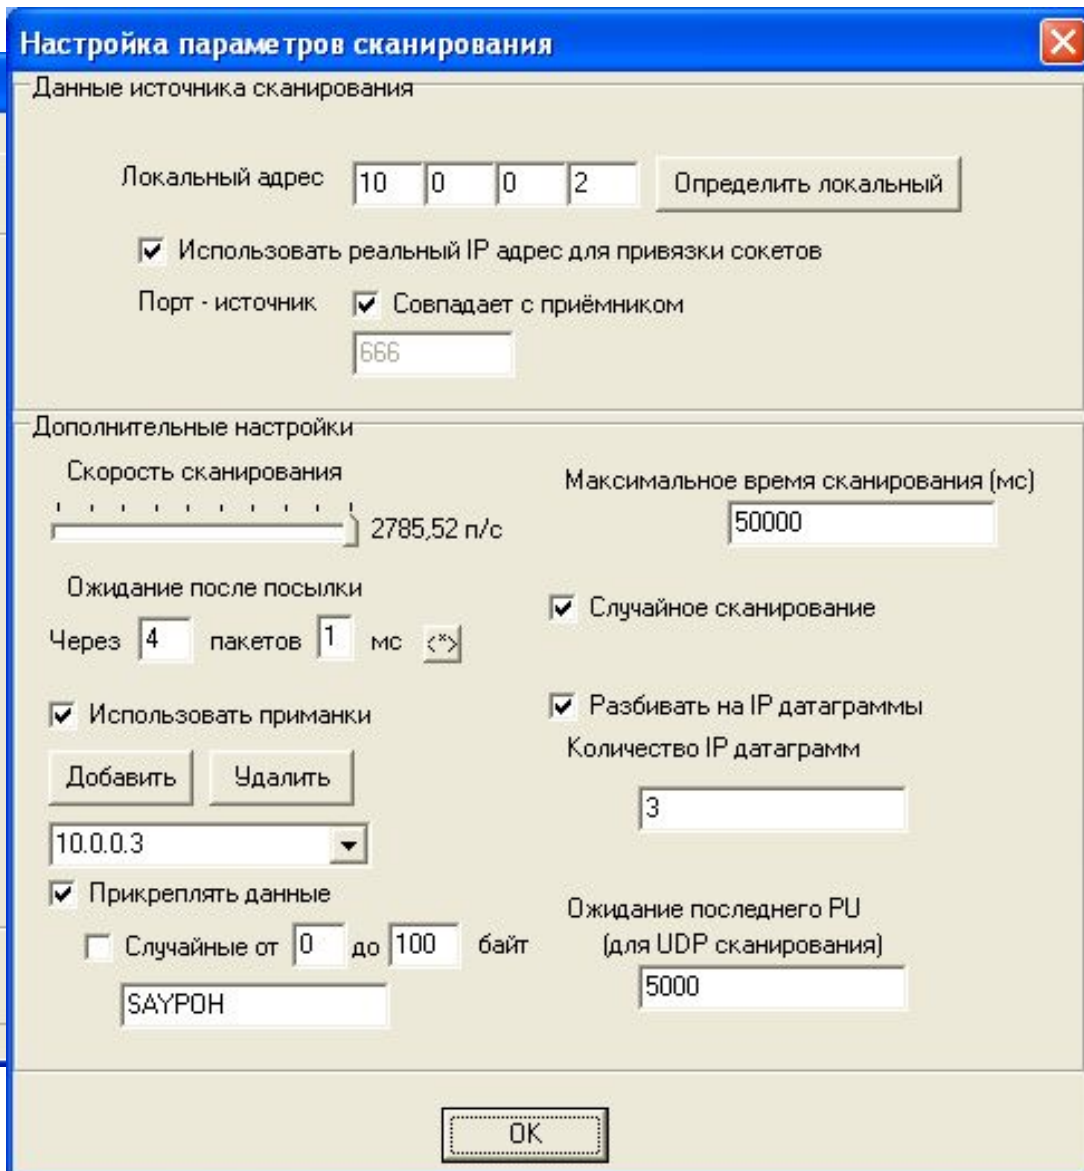 Настройка параметров сканирования
Данные источника сканирования
Локальный адрес 10 0 0 2 Определить локальный
Использовать реальный IP адрес для привязки сокетов
Порт - источник Совпадает с приёмником
666
Дополнительные настройки
Скорость сканирования
2785,52 п/с
Максимальное время сканирования (мс)
50000
Ожидание после посылки
Через 4 пакетов 1 мс <*>
Случайное сканирование
Использовать приманки
Разбивать на IP датаграммы
Добавить Удалить
Количество IP датаграмм
3
10.0.0.3
Прикреплять данные
Случайные от 0 до 100 байт
SAYPOH
Ожидание последнего PU
(для UDP сканирования)
5000
OK